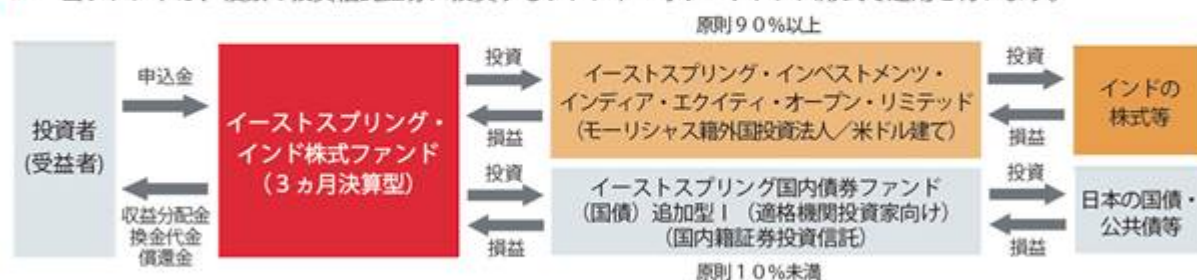 原則９０％以上
投資者
(受益者)
申込金
収益分配金
換金代金
償還金
イーストスプリング・
インド株式ファンド
（３ヵ月決算型）
投資
損益
投資
損益
イーストスプリング・インベストメンツ・
インディア・エクイティ・オープン・リミテッド
（モーリシャス籍外国投資法人／米ドル建て）
イーストスプリング国内債券ファンド
（国債）追加型Ⅰ（適格機関投資家向け）
（国内籍証券投資信託）
原則１０％未満
投資
損益
投資
損益
インドの
株式等
日本の国債・
公共債等